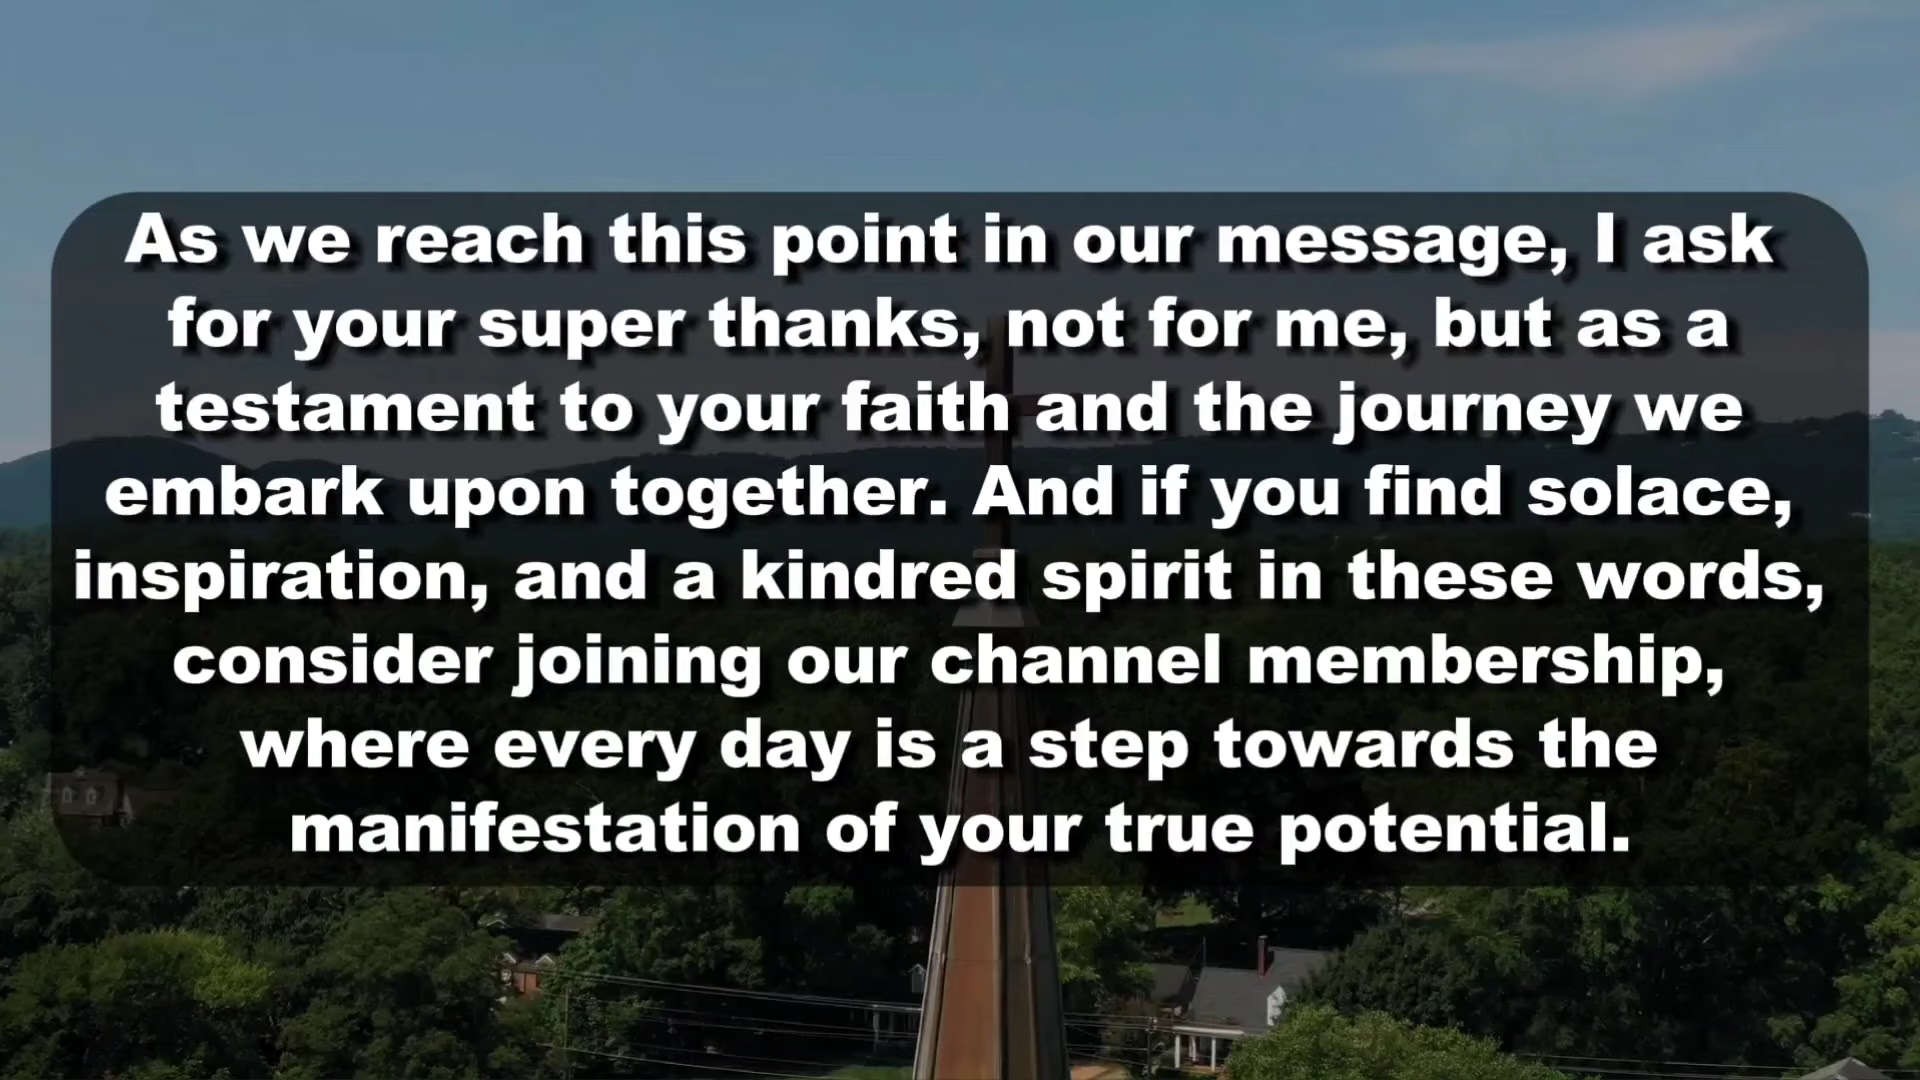 As we reach this point in our message, I ask
for your super thanks, not for me, but as a
testament to your faith and the journey we
embark upon together. And if you find solace,
inspiration, and a kindred spirit in these words,
consider joining our channel membership,
where every day is a step towards the
manifestation of your true potential.